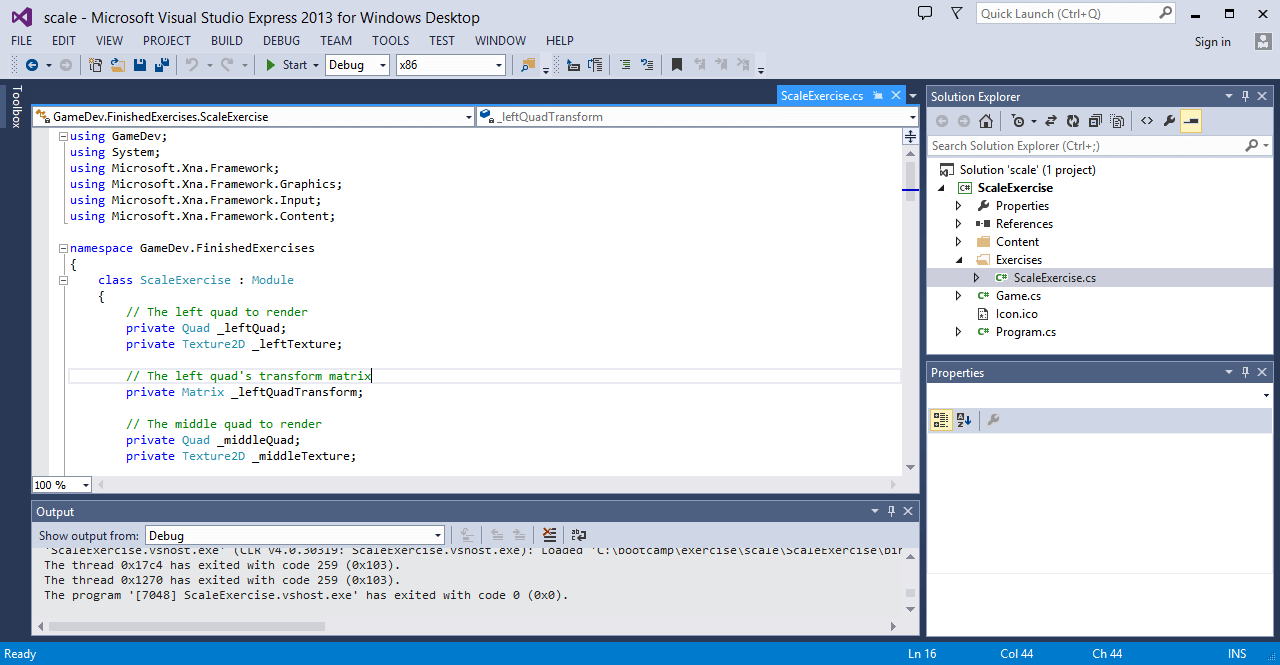 scale - Microsoft Visual Studio Express 2013 for Windows Desktop
Quick Launch (Ctrl+Q)
FILE EDIT VIEW PROJECT BUILD DEBUG TEAM TOOLS TEST WINDOW HELP
Sign in
Start Debug x86
Toolbox
ScaleExercise.cs
GameDev.FinishedExercises.ScaleExercise
_leftQuadTransform
using GameDev;
using System;
using Microsoft.Xna.Framework;
using Microsoft.Xna.Framework.Graphics;
using Microsoft.Xna.Framework.Input;
using Microsoft.Xna.Framework.Content;
namespace GameDev.FinishedExercises
{
class ScaleExercise : Module
{
// The left quad to render
private Quad _leftQuad;
private Texture2D _leftTexture;
// The left quad's transform matrix
private Matrix _leftQuadTransform;
// The middle quad to render
private Quad _middleQuad;
private Texture2D _middleTexture;
100 %
Output
Show output from: Debug
'ScaleExercise.vshost.exe' (CLR v4.0.30319: ScaleExercise.vshost.exe): Loaded 'C:\bootcamp\exercise\scale\ScaleExercise\bin
The thread 0x17c4 has exited with code 259 (0x103).
The thread 0x1270 has exited with code 259 (0x103).
The program '[7048] ScaleExercise.vshost.exe' has exited with code 0 (0x0).
Solution Explorer
Search Solution Explorer (Ctrl+;)
Solution 'scale' (1 project)
ScaleExercise
Properties
References
Content
Exercises
ScaleExercise.cs
Game.cs
Icon.ico
Program.cs
Properties
Ready
Ln 16 Col 44 Ch 44 INS